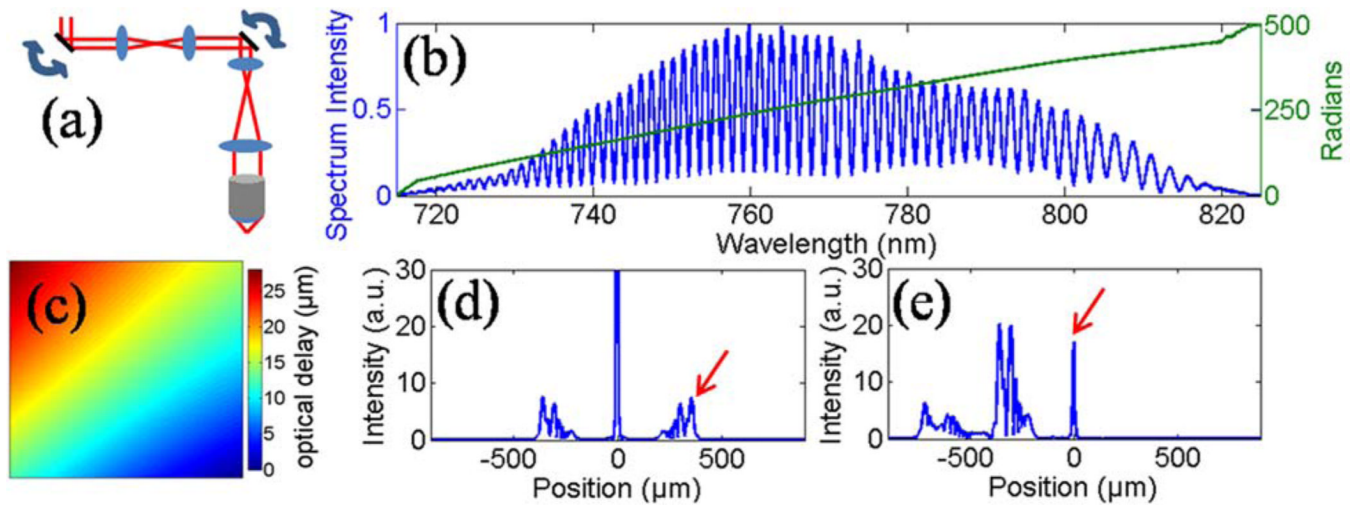 (a)
(b)
Spectrum Intensity
1
0.5
0
720 740 760 780 800 820
Wavelength (nm)
500
250
0
Radians
(c)
25
20
15
10
5
0
optical delay (μm)
(d)
Intensity (a.u.)
30
20
10
0
-500 0 500
Position (μm)
(e)
Intensity (a.u.)
30
20
10
0
-500 0 500
Position (μm)